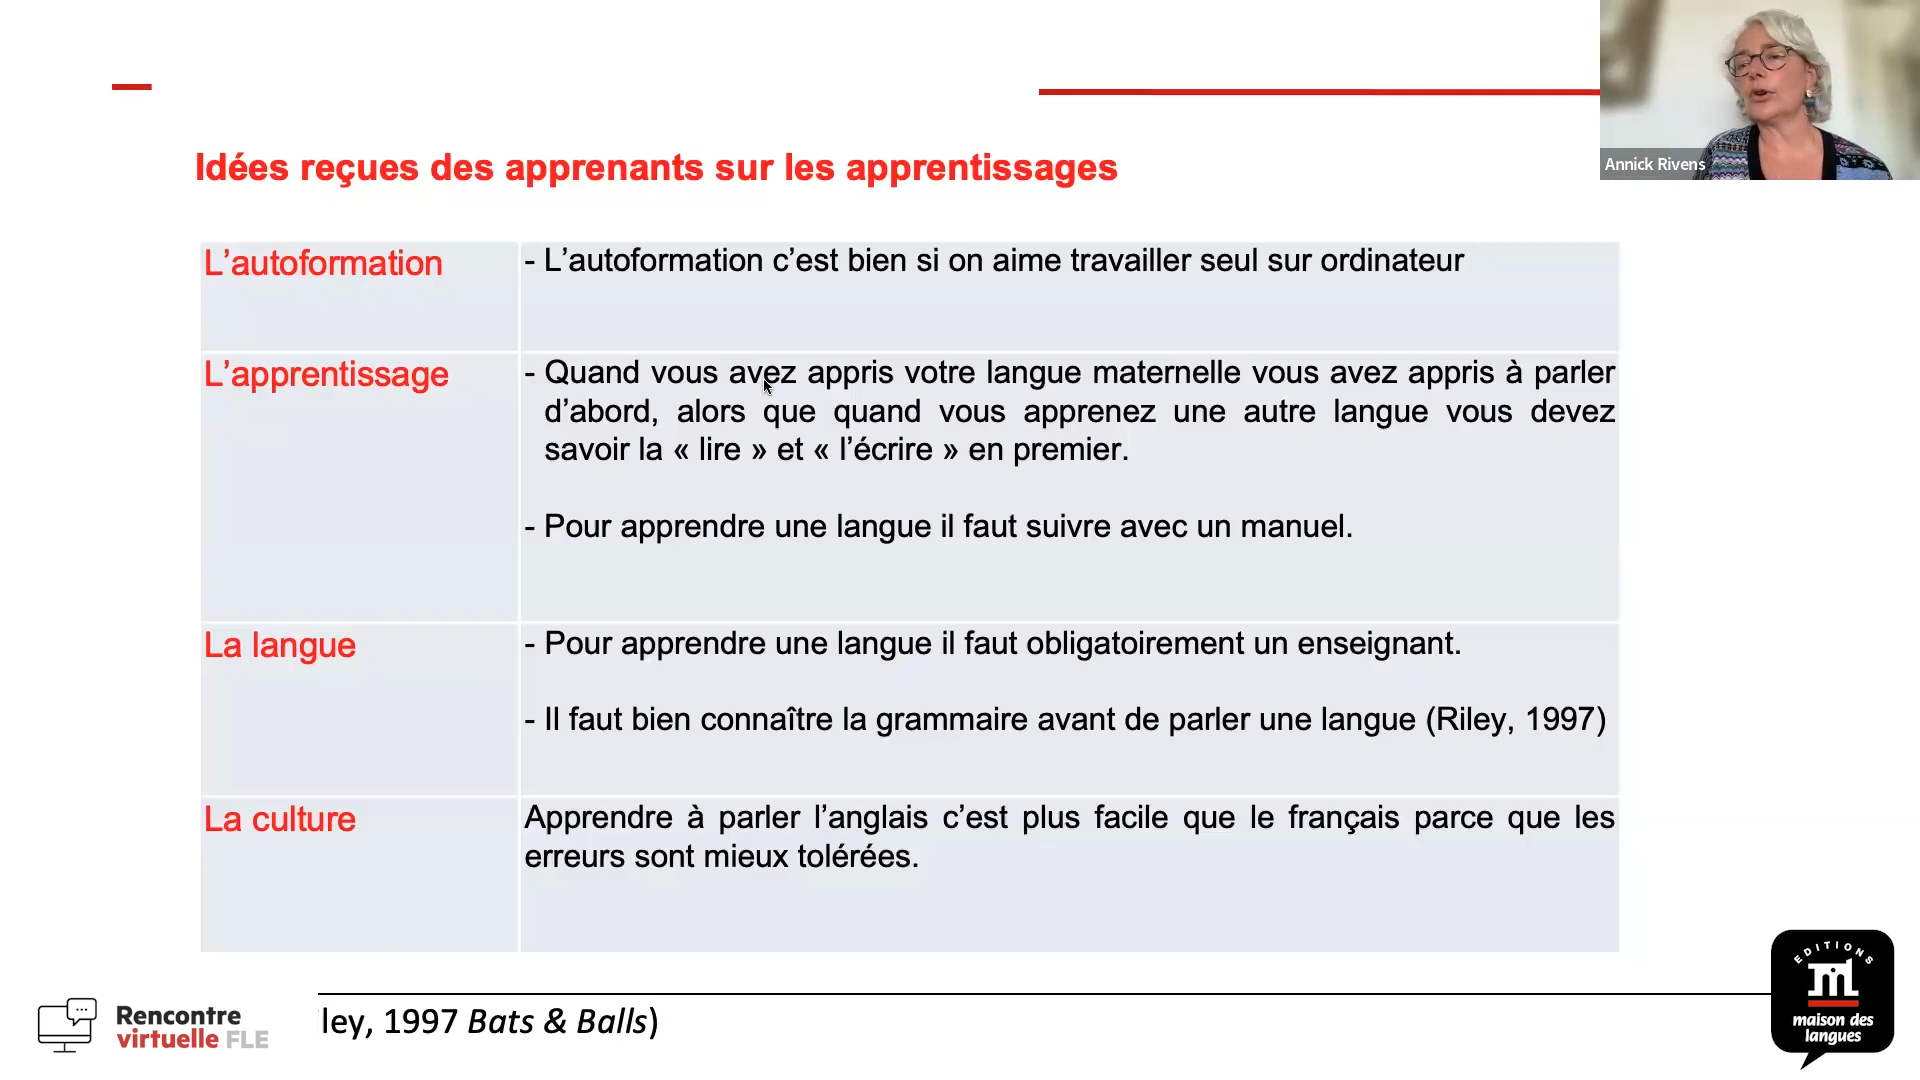 Annick Rivens
Idées reçues des apprenants sur les apprentissages
L’autoformation
- L’autoformation c’est bien si on aime travailler seul sur ordinateur
L’apprentissage
- Quand vous avez appris votre langue maternelle vous avez appris à parler
d’abord, alors que quand vous apprenez une autre langue vous devez
savoir la « lire » et « l’écrire » en premier.
- Pour apprendre une langue il faut suivre avec un manuel.
La langue
- Pour apprendre une langue il faut obligatoirement un enseignant.
- Il faut bien connaître la grammaire avant de parler une langue (Riley, 1997)
La culture
Apprendre à parler l’anglais c’est plus facile que le français parce que les
erreurs sont mieux tolérées.
Rencontre
virtuelle FLE
ley, 1997 Bats & Balls)
EDITIONS
maison des
langues